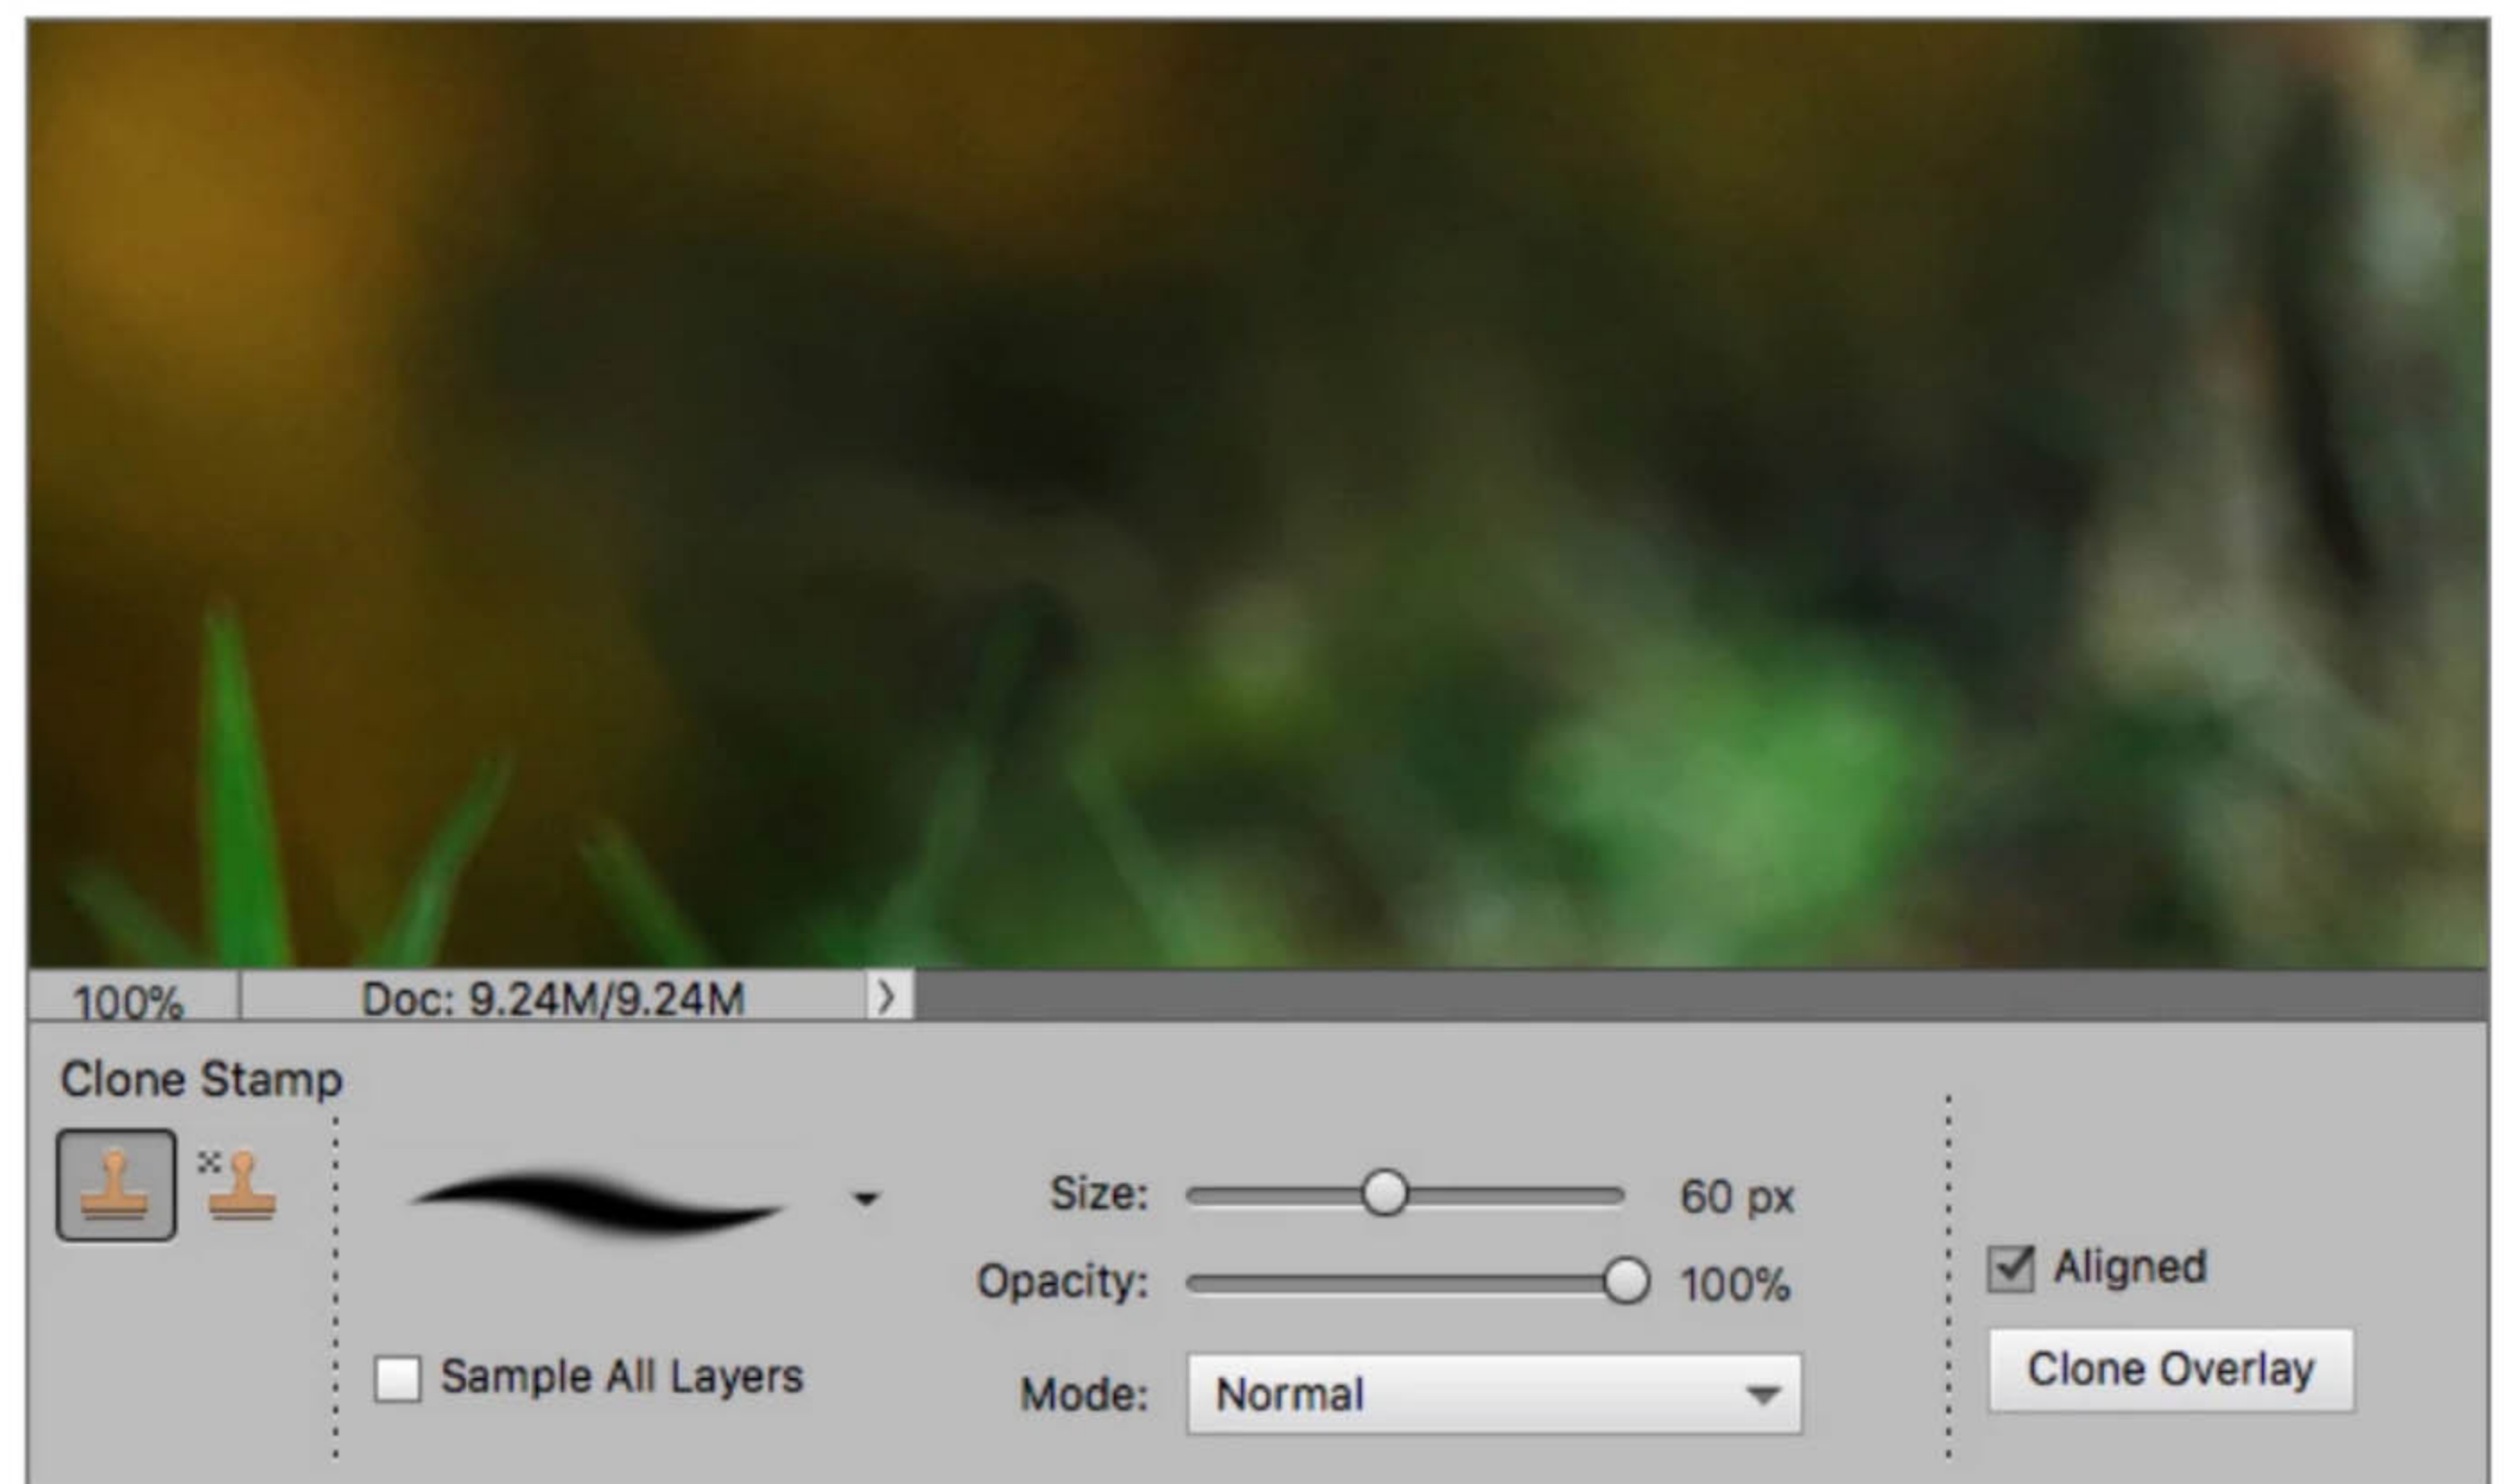 100%
Doc: 9.24M/9.24M
Clone Stamp
Size:
60 px
Opacity:
100%
Aligned
Sample All Layers
Mode:
Normal
Clone Overlay